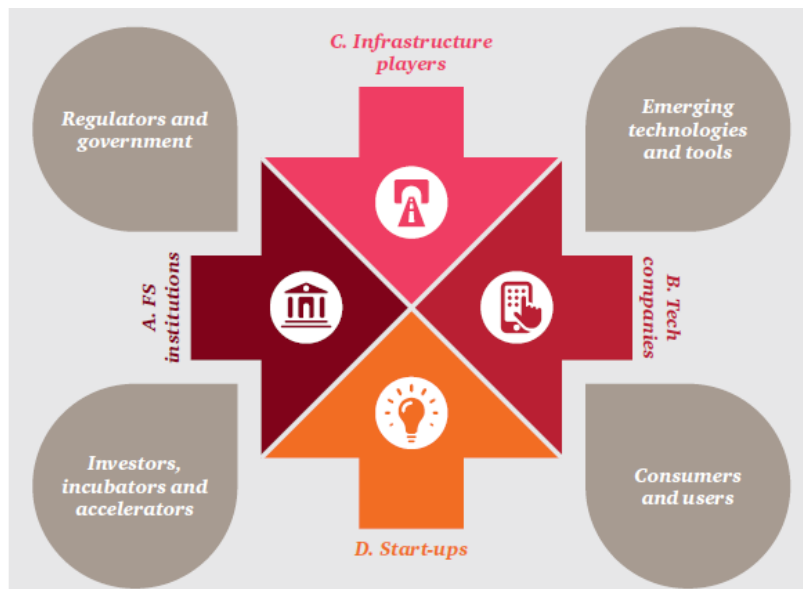 C. Infrastructure
players
Regulators and
government
Emerging
technologies
and tools
A. FS
institutions
B. Tech
companies
Investors,
incubators and
accelerators
Consumers
and users
D. Start-ups